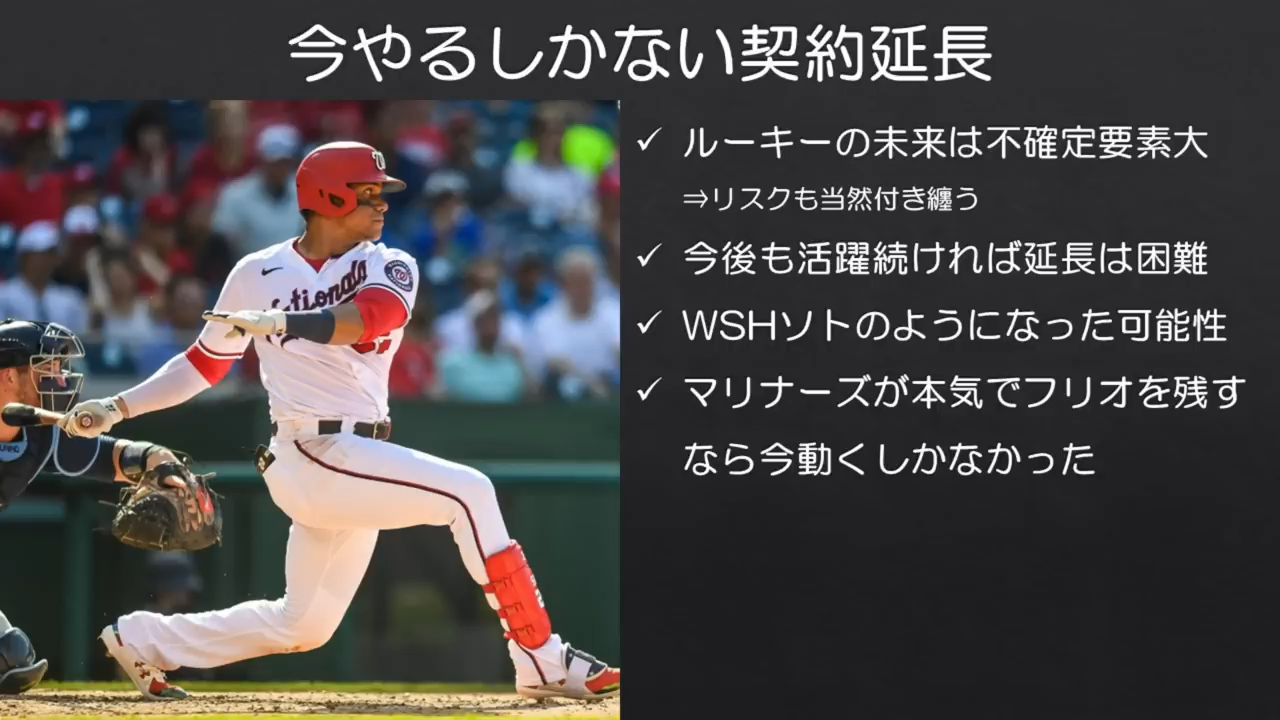 今やるしかない契約延長
✓ ルーキーの未来は不確定要素大
⇒リスクも当然付き纏う
✓ 今後も活躍続ければ延長は困難
✓ WSHソトのようになった可能性
✓ マリナーズが本気でフリオを残す
なら今動くしかなかった
Nationals
W